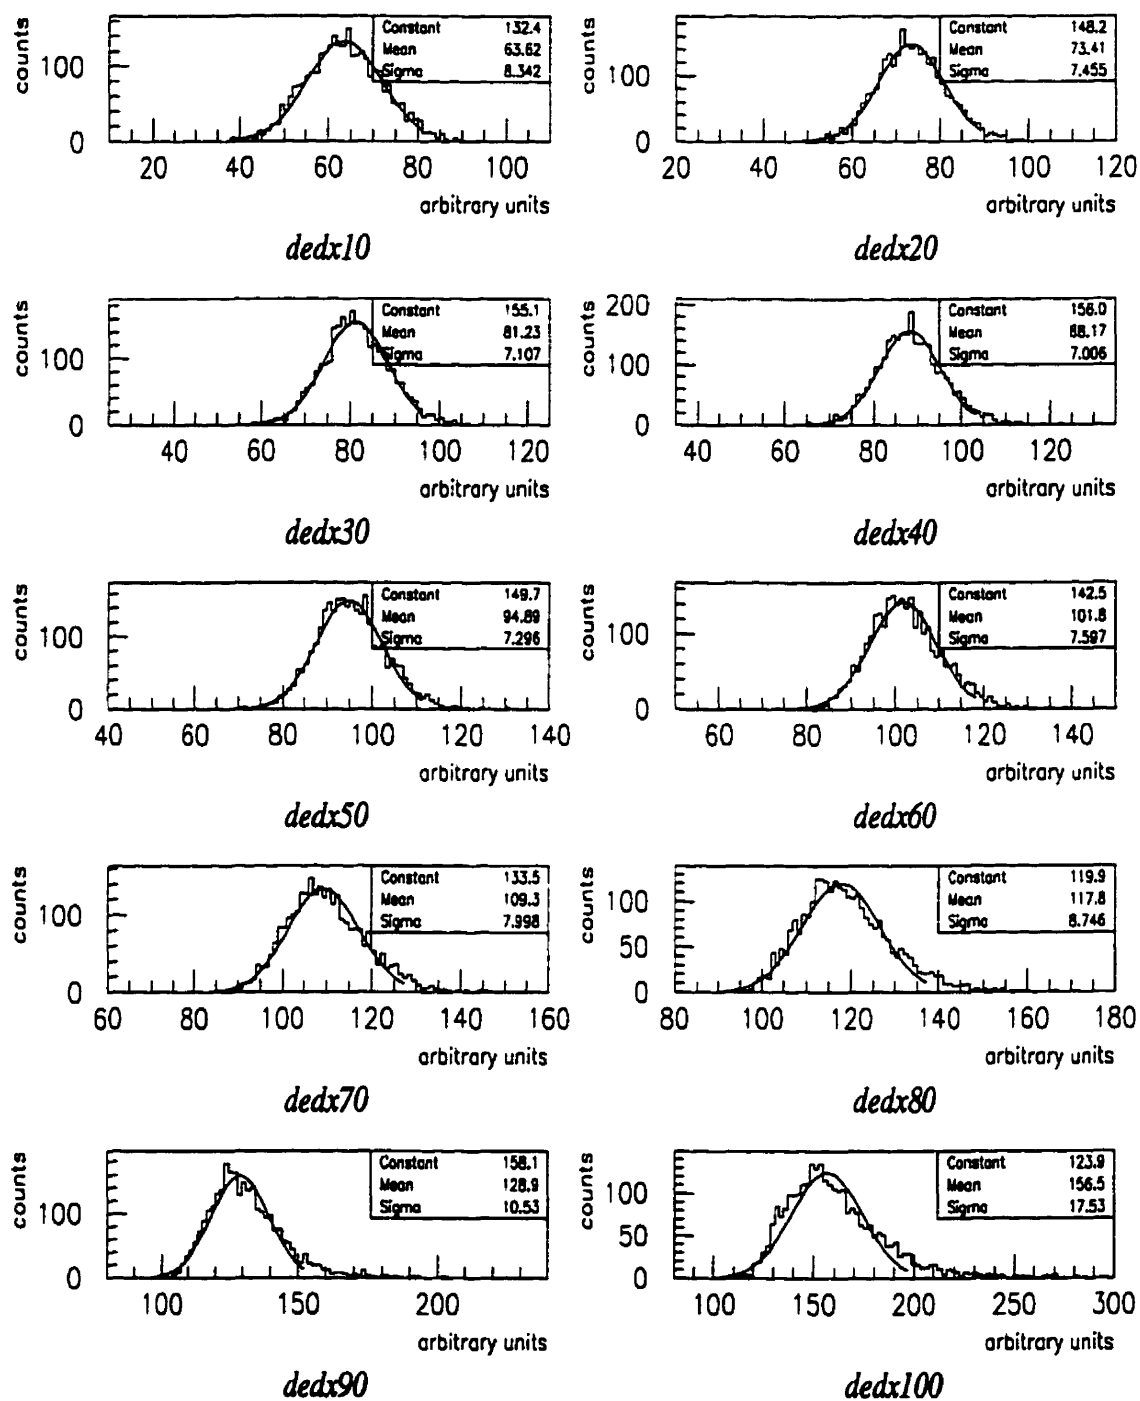 counts
Constant 132.4
Mean 63.62
Sigma 8.342
100
0
20 40 60 80 100
arbitrary units
dedx10
counts
Constant 148.2
Mean 73.41
Sigma 7.455
100
0
20 40 60 80 100 120
arbitrary units
dedx20
counts
Constant 155.1
Mean 81.23
Sigma 7.107
100
0
40 60 80 100 120
arbitrary units
dedx30
counts
200
Constant 156.0
Mean 88.17
Sigma 7.006
100
0
40 60 80 100 120
arbitrary units
dedx40
counts
Constant 149.7
Mean 94.89
Sigma 7.296
100
0
40 60 80 100 120 140
arbitrary units
dedx50
counts
Constant 142.5
Mean 101.8
Sigma 7.597
100
0
60 80 100 120 140
arbitrary units
dedx60
counts
Constant 133.5
Mean 109.3
Sigma 7.998
100
0
60 80 100 120 140 160
arbitrary units
dedx70
counts
Constant 119.9
Mean 117.8
Sigma 8.746
100
50
0
80 100 120 140 160 180
arbitrary units
dedx80
counts
Constant 158.1
Mean 128.9
Sigma 10.53
100
0
100 150 200
arbitrary units
dedx90
counts
Constant 123.9
Mean 156.5
Sigma 17.53
100
50
0
100 150 200 250 300
arbitrary units
dedx100